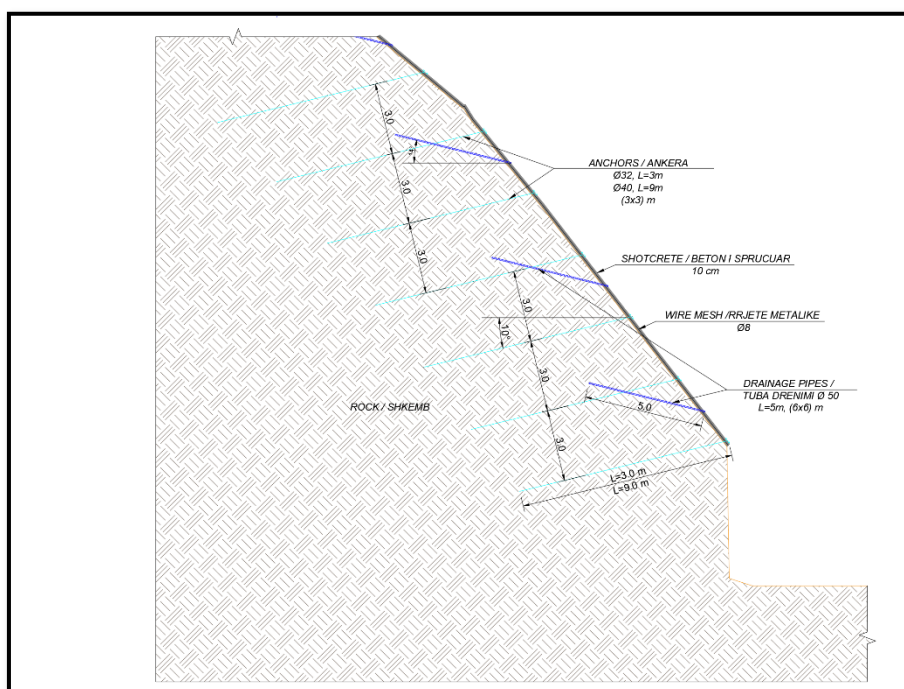 3.0
3.0
3.0
ANCHORS / ANKERA
Ø32, L=3m
Ø40, L=9m
(3x3) m
SHOTCRETE / BETON I SPRUCUAR
10 cm
3.0
WIRE MESH /RRJETE METALIKE
Ø8
10°
3.0
DRAINAGE PIPES /
TUBA DRENIMI Ø 50
L=5m, (6x6) m
5.0
ROCK / SHKEMB
3.0
L=3.0 m
L=9.0 m